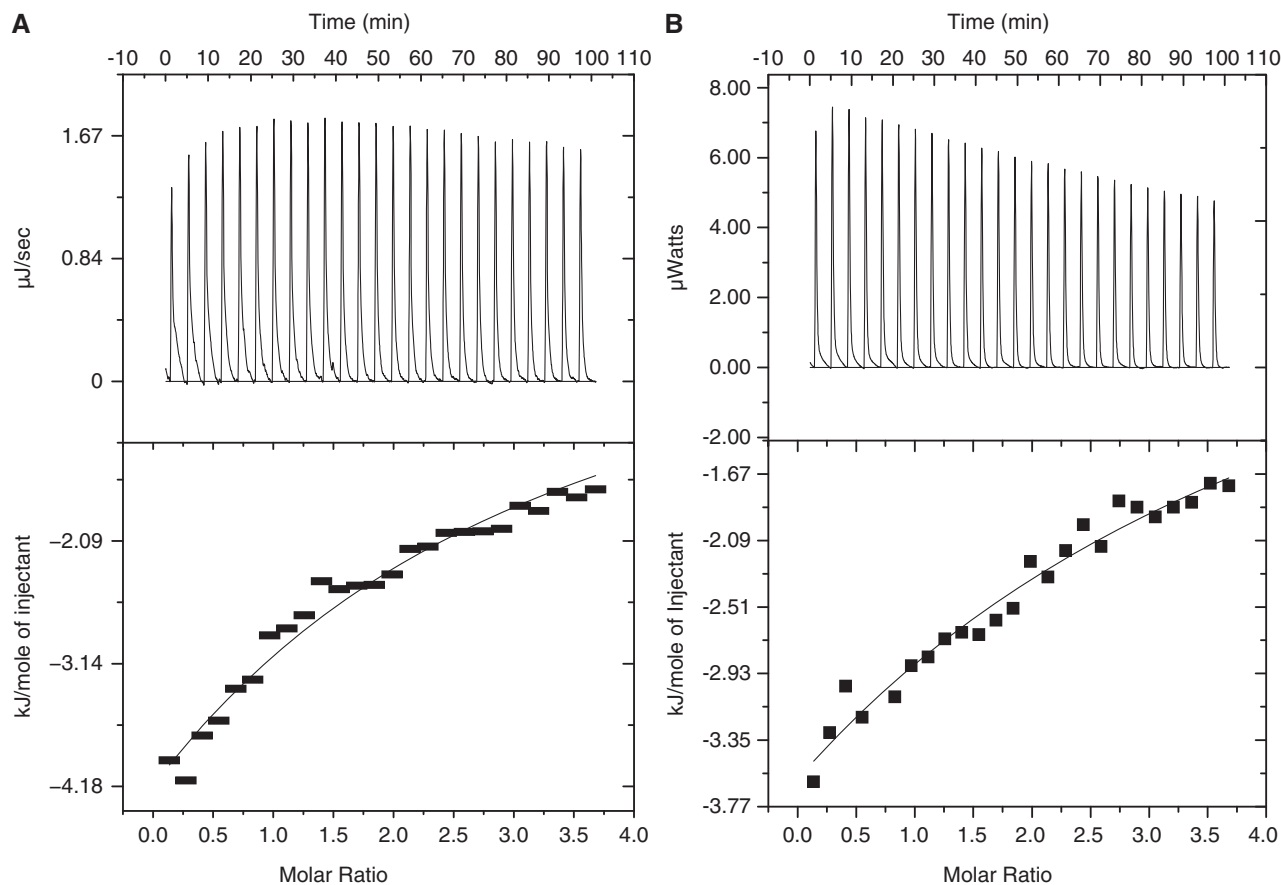 A
Time (min)
-10 0 10 20 30 40 50 60 70 80 90 100 110
µJ/sec
1.67
0.84
0
kJ/mole of injectant
−2.09
−3.14
−4.18
0.0 0.5 1.0 1.5 2.0 2.5 3.0 3.5 4.0
Molar Ratio
B
Time (min)
-10 0 10 20 30 40 50 60 70 80 90 100 110
µWatts
8.00
6.00
4.00
2.00
0.00
-2.00
kJ/mole of Injectant
-1.67
-2.09
-2.51
-2.93
-3.35
-3.77
0.0 0.5 1.0 1.5 2.0 2.5 3.0 3.5 4.0
Molar Ratio